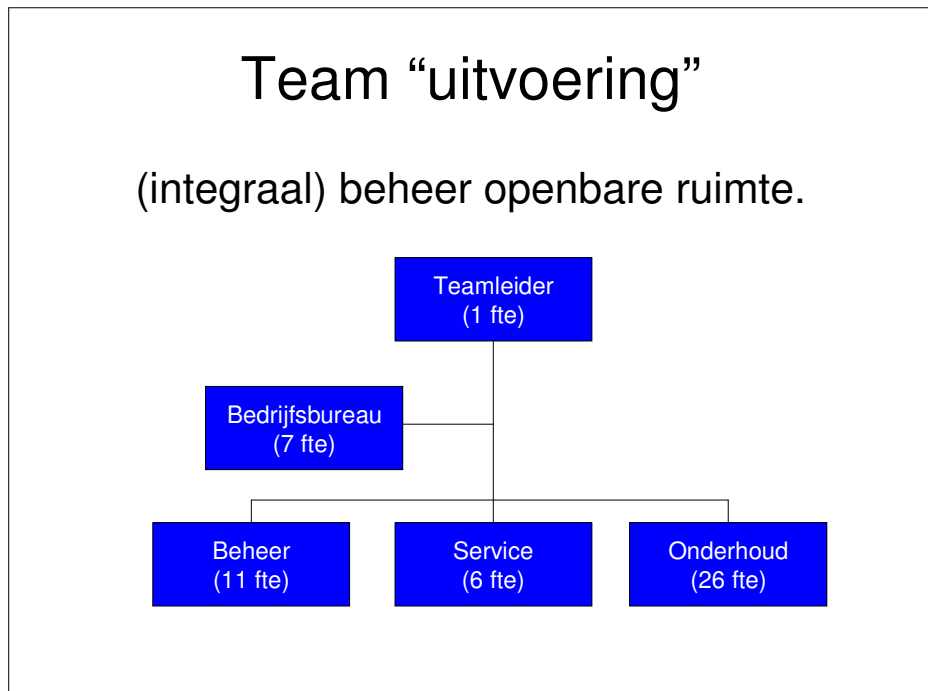 Team “uitvoering”
(integraal) beheer openbare ruimte.
Teamleider
(1 fte)
Bedrijfsbureau
(7 fte)
Beheer
(11 fte)
Service
(6 fte)
Onderhoud
(26 fte)